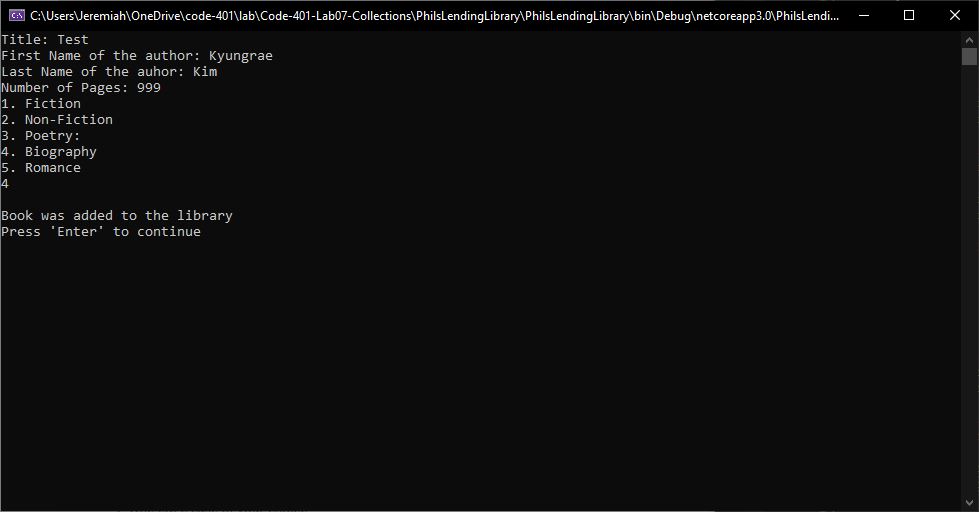 C:\Users\Jeremiah\OneDrive\code-401\lab\Code-401-Lab07-Collections\PhilsLendingLibrary\PhilsLendingLibrary\bin\Debug\netcoreapp3.0\PhilsLendi...
Title: Test
First Name of the author: Kyungrae
Last Name of the auhor: Kim
Number of Pages: 999
1. Fiction
2. Non-Fiction
3. Poetry:
4. Biography
5. Romance
4
Book was added to the library
Press 'Enter' to continue